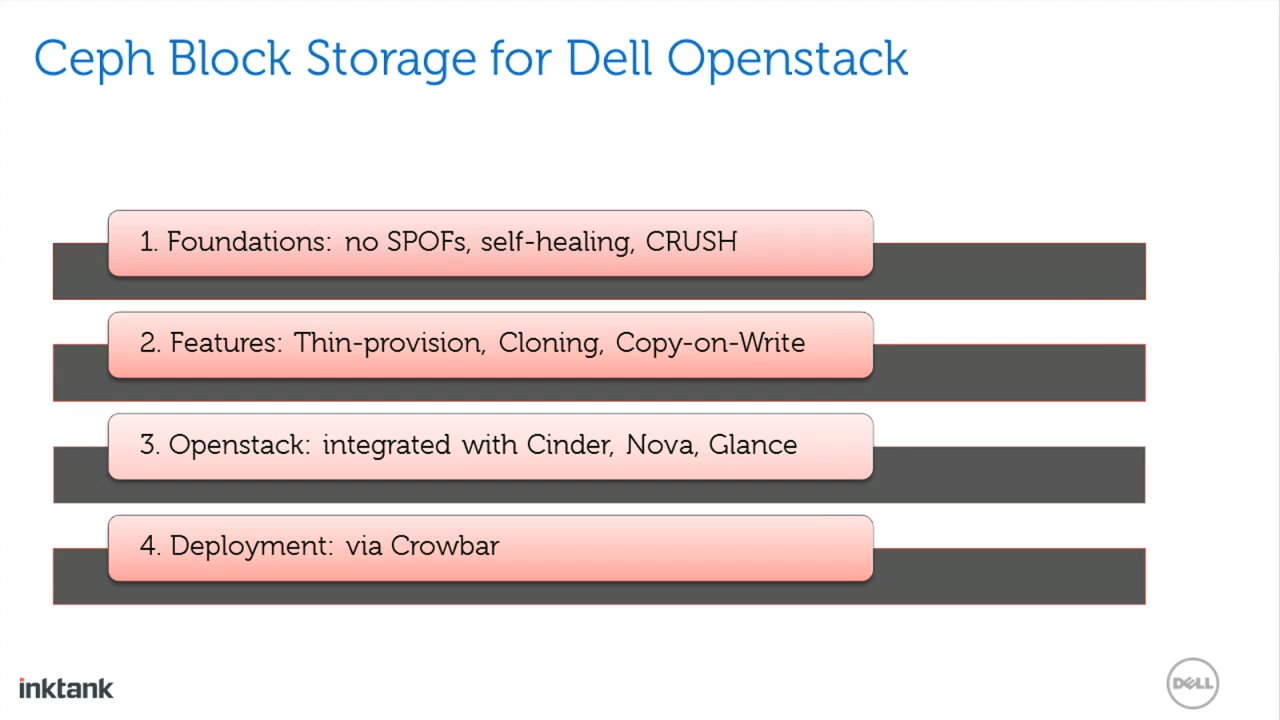 Ceph Block Storage for Dell Openstack
1. Foundations: no SPOFs, self-healing, CRUSH
2. Features: Thin-provision, Cloning, Copy-on-Write
3. Openstack: integrated with Cinder, Nova, Glance
4. Deployment: via Crowbar
inktank
DELL